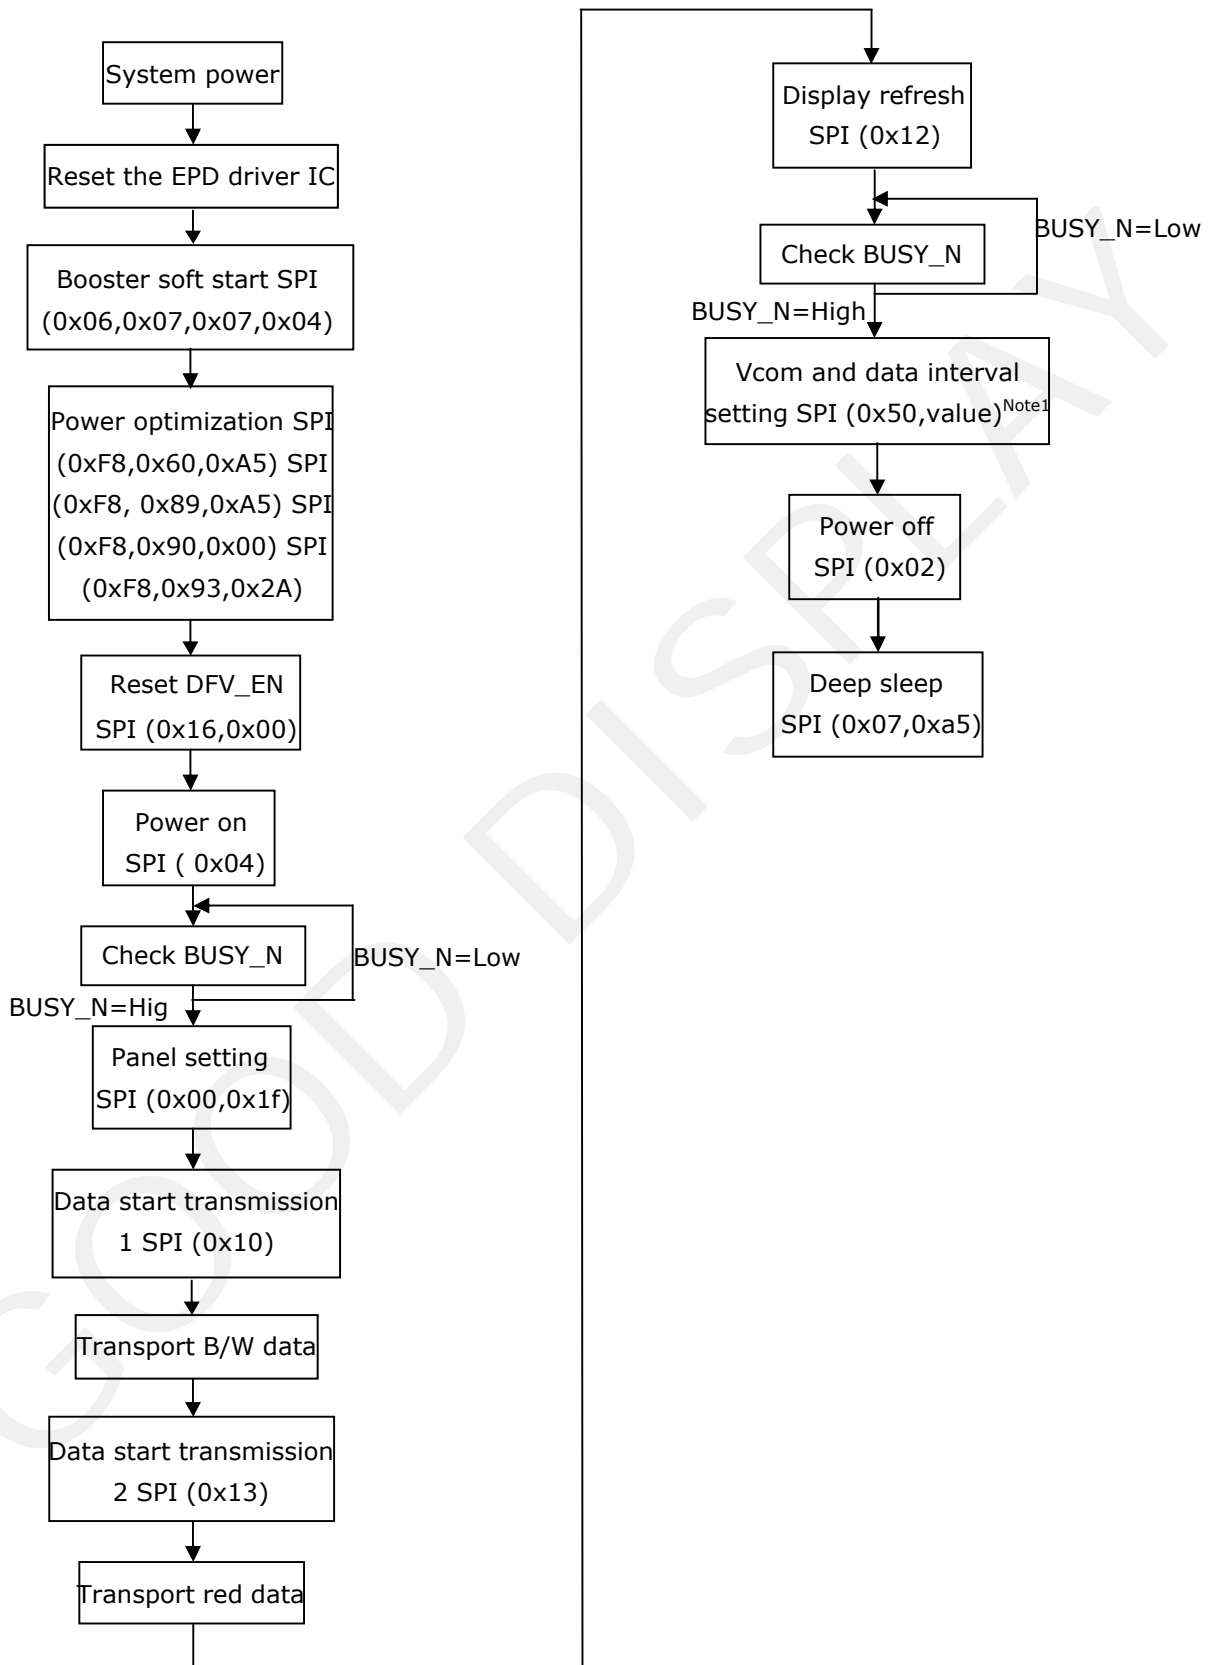 System power
Reset the EPD driver IC
Booster soft start SPI
(0x06,0x07,0x07,0x04)
Power optimization SPI
(0xF8,0x60,0xA5) SPI
(0xF8, 0x89,0xA5) SPI
(0xF8,0x90,0x00) SPI
(0xF8,0x93,0x2A)
Reset DFV_EN
SPI (0x16,0x00)
Power on
SPI ( 0x04)
Check BUSY_N
BUSY_N=Low
BUSY_N=Hig
Panel setting
SPI (0x00,0x1f)
Data start transmission
1 SPI (0x10)
Transport B/W data
Data start transmission
2 SPI (0x13)
Transport red data
Display refresh
SPI (0x12)
BUSY_N=Low
Check BUSY_N
BUSY_N=High
Vcom and data interval
setting SPI (0x50,value)Note1
Power off
SPI (0x02)
Deep sleep
SPI (0x07,0xa5)
GOOD DISPLAY